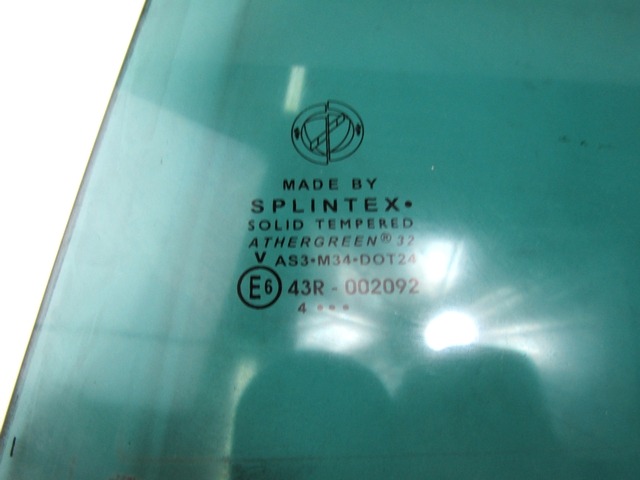 MADE BY
SPLINTEX•
SOLID TEMPERED
ATHERGREEN® 32
V AS3•M34•DOT24
E6 43R - 002092
4 •••